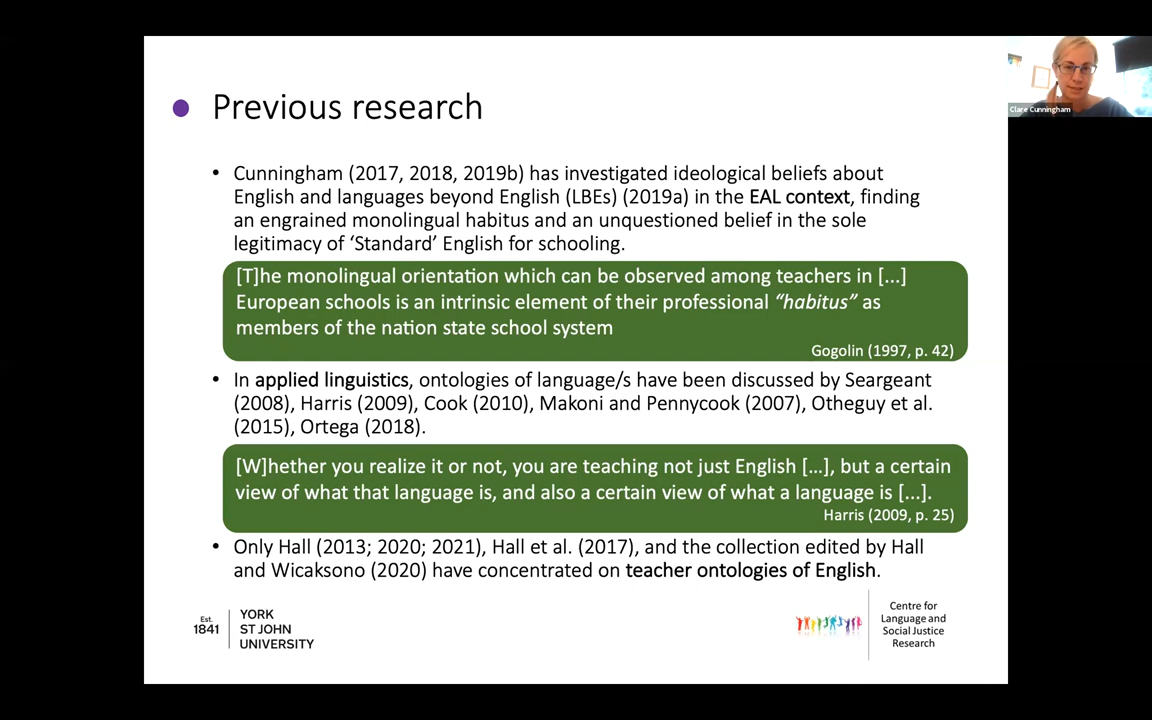 Previous research
Clare Cunningham
• Cunningham (2017, 2018, 2019b) has investigated ideological beliefs about
English and languages beyond English (LBEs) (2019a) in the EAL context, finding
an engrained monolingual habitus and an unquestioned belief in the sole
legitimacy of ‘Standard’ English for schooling.
[T]he monolingual orientation which can be observed among teachers in [...]
European schools is an intrinsic element of their professional “habitus” as
members of the nation state school system
Gogolin (1997, p. 42)
• In applied linguistics, ontologies of language/s have been discussed by Seargeant
(2008), Harris (2009), Cook (2010), Makoni and Pennycook (2007), Otheguy et al.
(2015), Ortega (2018).
[W]hether you realize it or not, you are teaching not just English [...], but a certain
view of what that language is, and also a certain view of what a language is [...].
Harris (2009, p. 25)
• Only Hall (2013; 2020; 2021), Hall et al. (2017), and the collection edited by Hall
and Wicaksono (2020) have concentrated on teacher ontologies of English.
Est.
1841
YORK
ST JOHN
UNIVERSITY
Centre for
Language and
Social Justice
Research